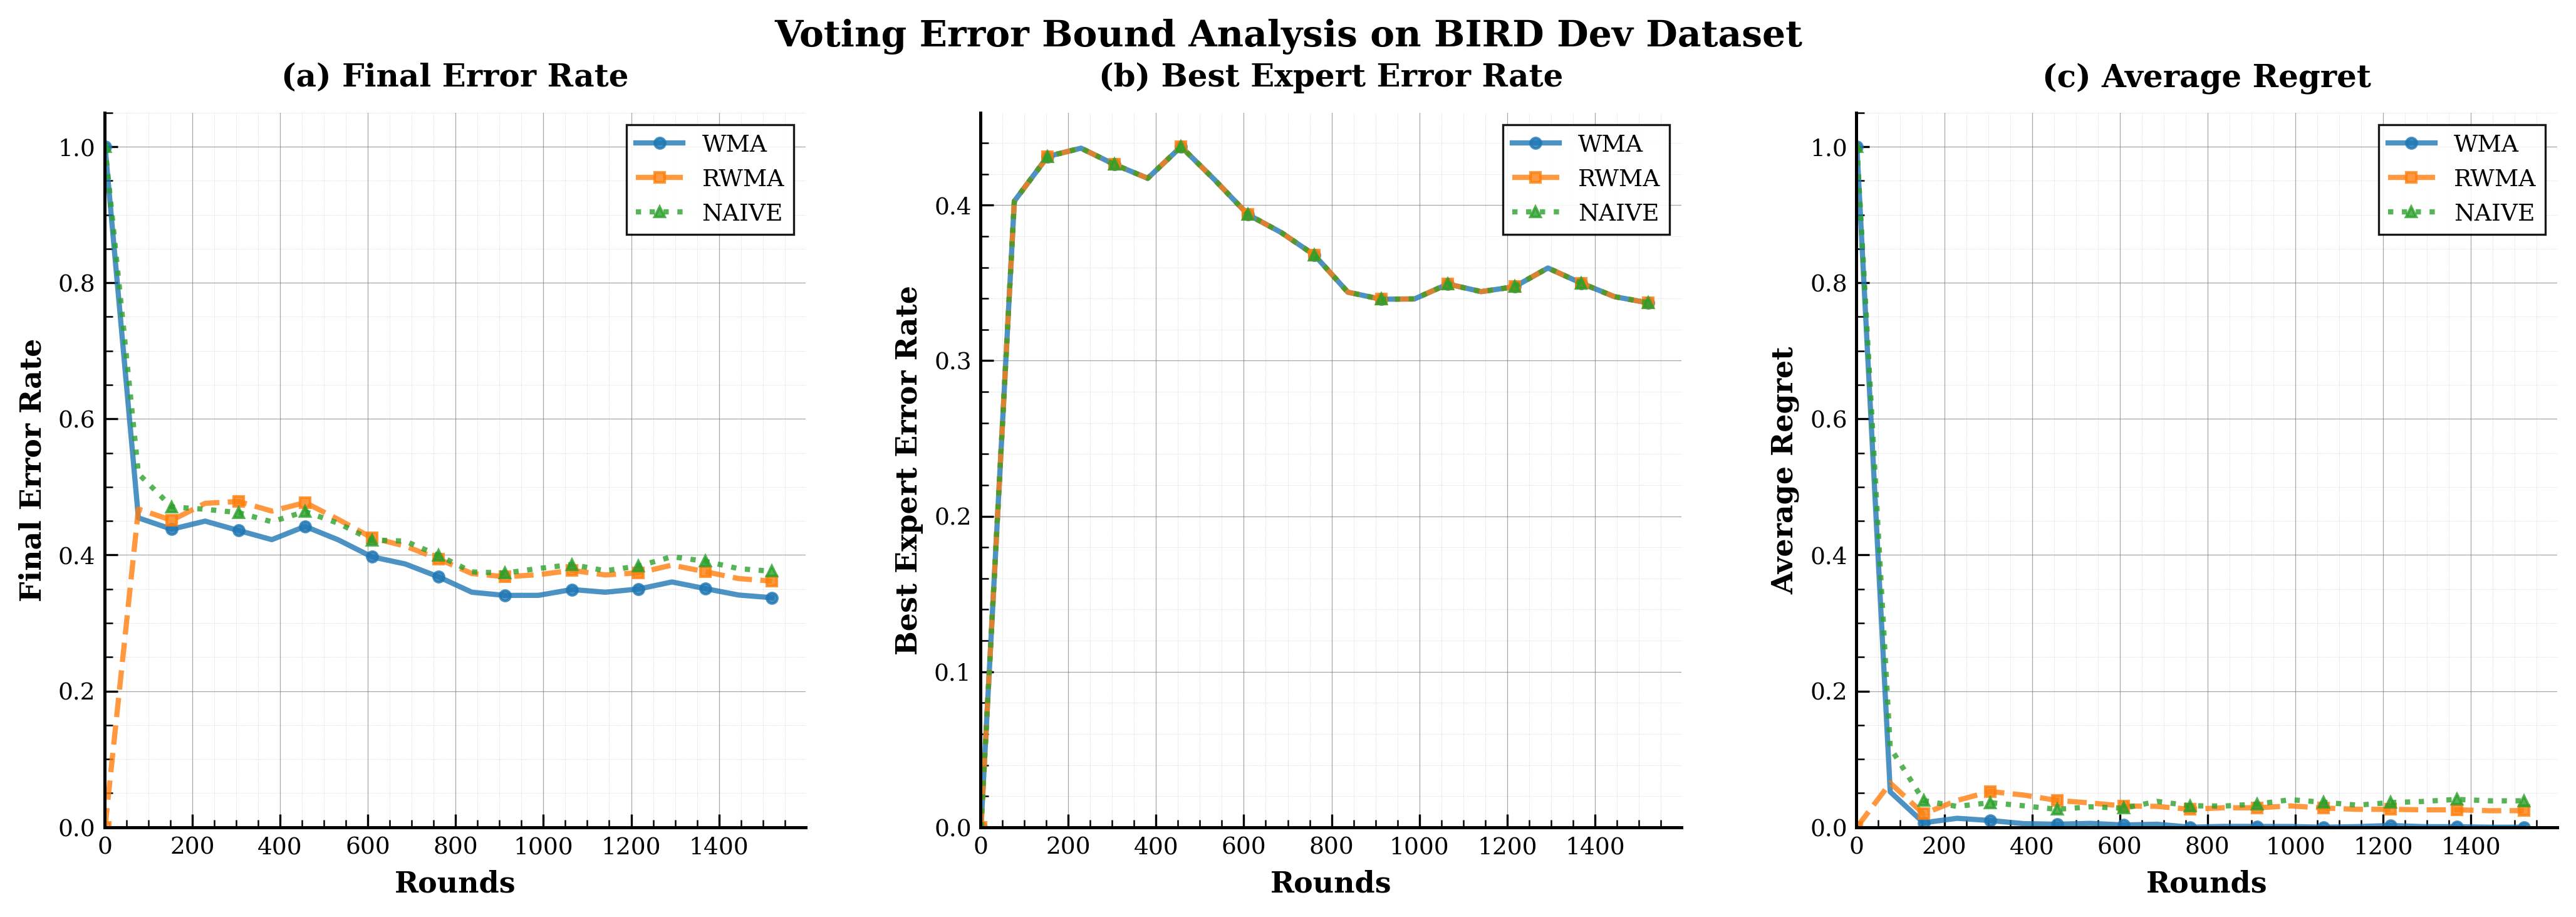 Voting Error Bound Analysis on BIRD Dev Dataset
(a) Final Error Rate
Final Error Rate
1.0
0.8
0.6
0.4
0.2
0.0
0 200 400 600 800 1000 1200 1400
Rounds
WMA
RWMA
NAIVE
(b) Best Expert Error Rate
Best Expert Error Rate
0.4
0.3
0.2
0.1
0.0
0 200 400 600 800 1000 1200 1400
Rounds
WMA
RWMA
NAIVE
(c) Average Regret
Average Regret
1.0
0.8
0.6
0.4
0.2
0.0
0 200 400 600 800 1000 1200 1400
Rounds
WMA
RWMA
NAIVE